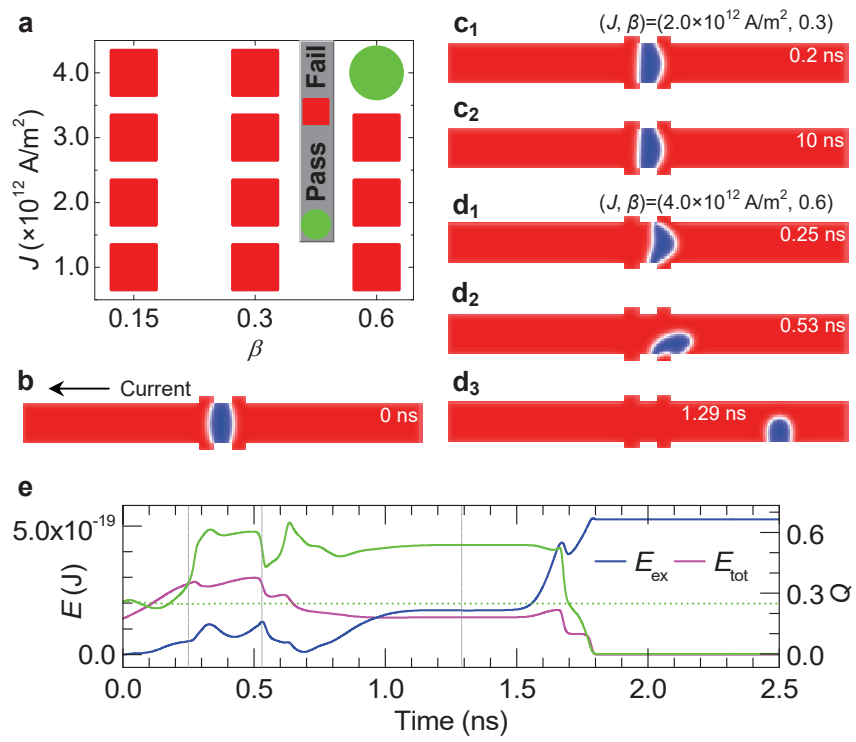 a
J (×10¹² A/m²)
4.0
3.0
2.0
1.0
0.15
0.3
0.6
β
Pass Fail
b
Current
0 ns
c₁
(J, β)=(2.0×10¹² A/m², 0.3)
0.2 ns
c₂
10 ns
d₁
(J, β)=(4.0×10¹² A/m², 0.6)
0.25 ns
d₂
0.53 ns
d₃
1.29 ns
e
E (J)
5.0x10⁻¹⁹
0.0
E_ex
E_tot
0.6
0.3
0.0
Q
0.0
0.5
1.0
1.5
2.0
2.5
Time (ns)